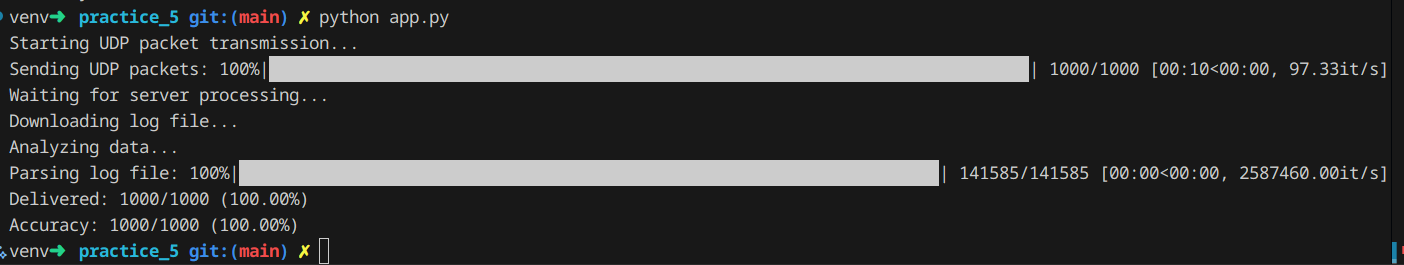 venv➜ practice_5 git:(main) ✗ python app.py
Starting UDP packet transmission...
Sending UDP packets: 100%| | 1000/1000 [00:10<00:00, 97.33it/s]
Waiting for server processing...
Downloading log file...
Analyzing data...
Parsing log file: 100%| | 141585/141585 [00:00<00:00, 2587460.00it/s]
Delivered: 1000/1000 (100.00%)
Accuracy: 1000/1000 (100.00%)
venv➜ practice_5 git:(main) ✗